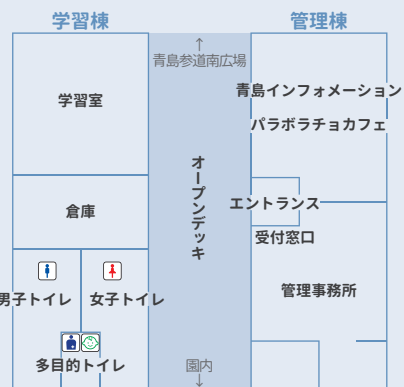 学習棟
管理棟
↑
青島参道南広場
青島インフォメーション
学習室
パラボラチョカフェ
オープンデッキ
エントランス
倉庫
受付窓口
管理事務所
男子トイレ
女子トイレ
多目的トイレ
園内
↓